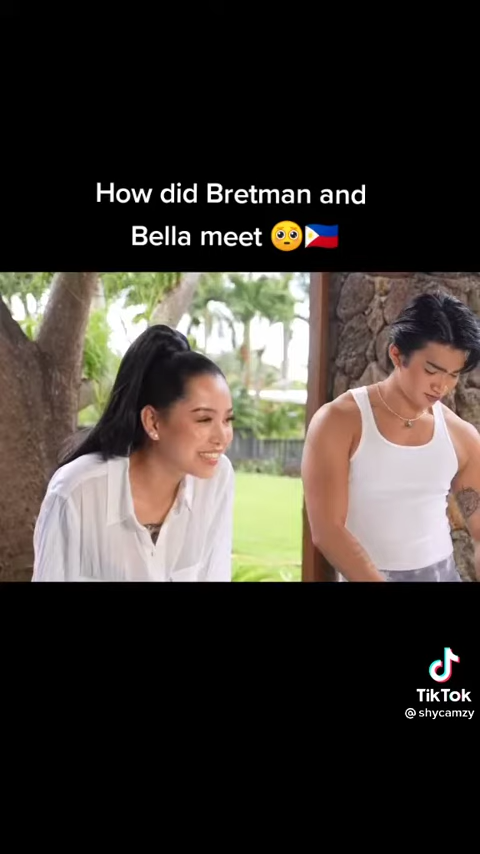 How did Bretman and
Bella meet 🥺🇵🇭
TikTok
@shycamzy